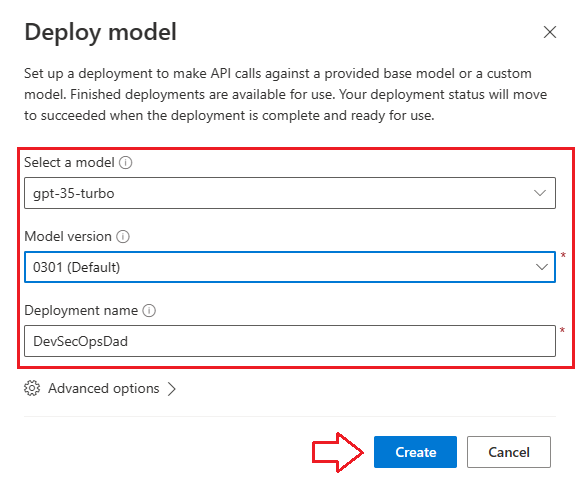 Deploy model
Set up a deployment to make API calls against a provided base model or a custom
model. Finished deployments are available for use. Your deployment status will move
to succeeded when the deployment is complete and ready for use.
Select a model
gpt-35-turbo
Model version
0301 (Default)
*
Deployment name
DevSecOpsDad
*
Advanced options
Create
Cancel